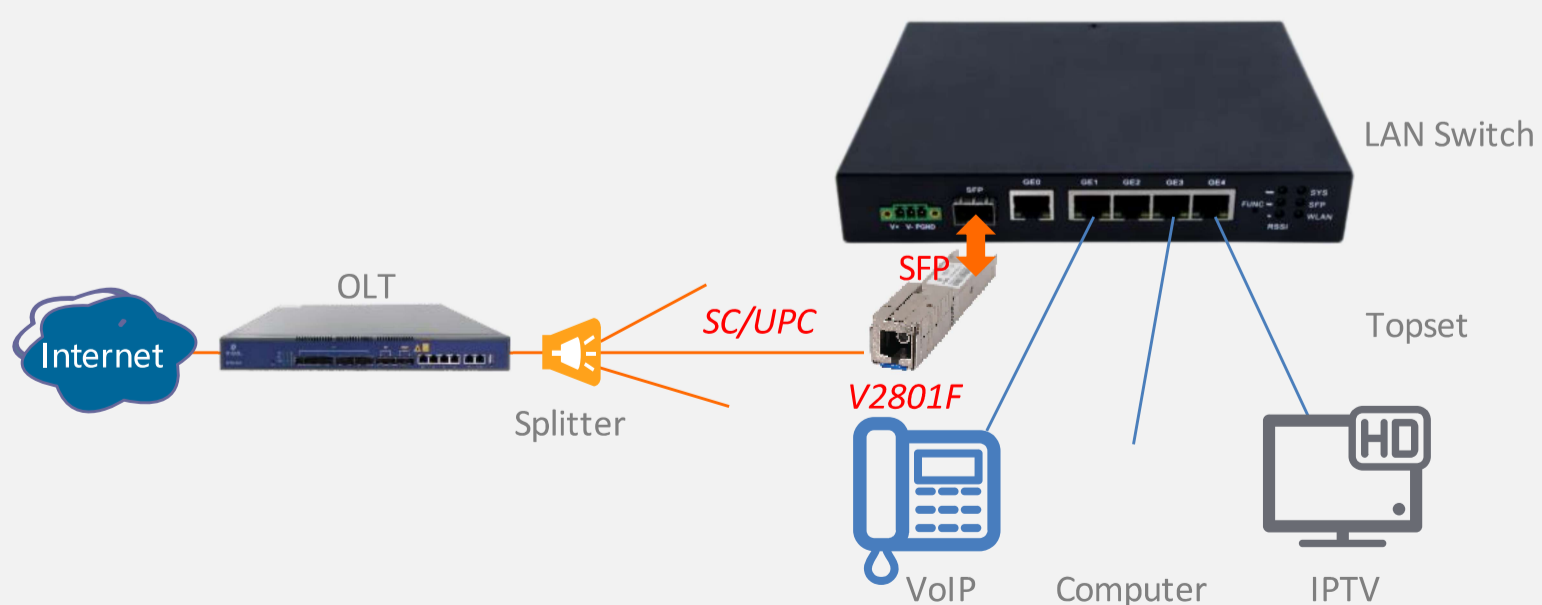 LAN Switch
SFP
GE0
GE1
GE2
GE3
GE4
V+ V- PGND
FUNC
SYS
SFP
WLAN
RSSI
SFP
OLT
SC/UPC
Internet
Topset
V2801F
Splitter
HD
VoIP
Computer
IPTV